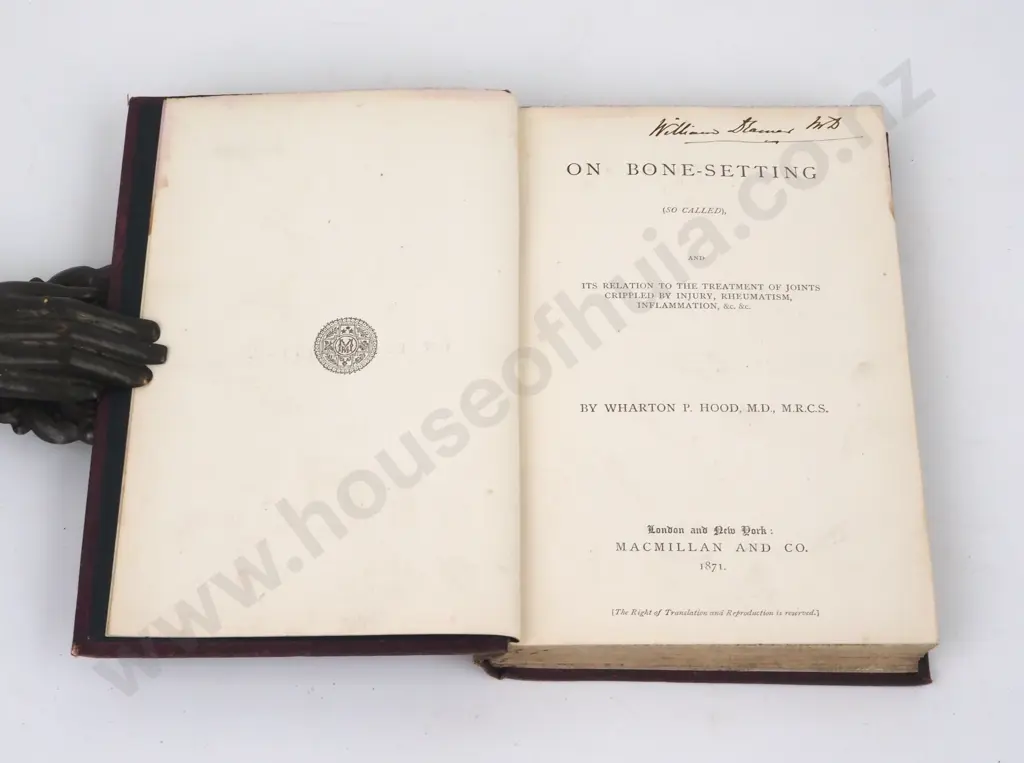 William MD
ON BONE-SETTING
(SO CALLED),
AND
ITS RELATION TO THE TREATMENT OF JOINTS
CRIPPLED BY INJURY, RHEUMATISM,
INFLAMMATION, &c. &c.
BY WHARTON P. HOOD, M.D., M.R.C.S.
London and New York:
MACMILLAN AND CO.
1871.
[The Right of Translation and Reproduction is reserved.]
M
www.houseofhuia.co.nz